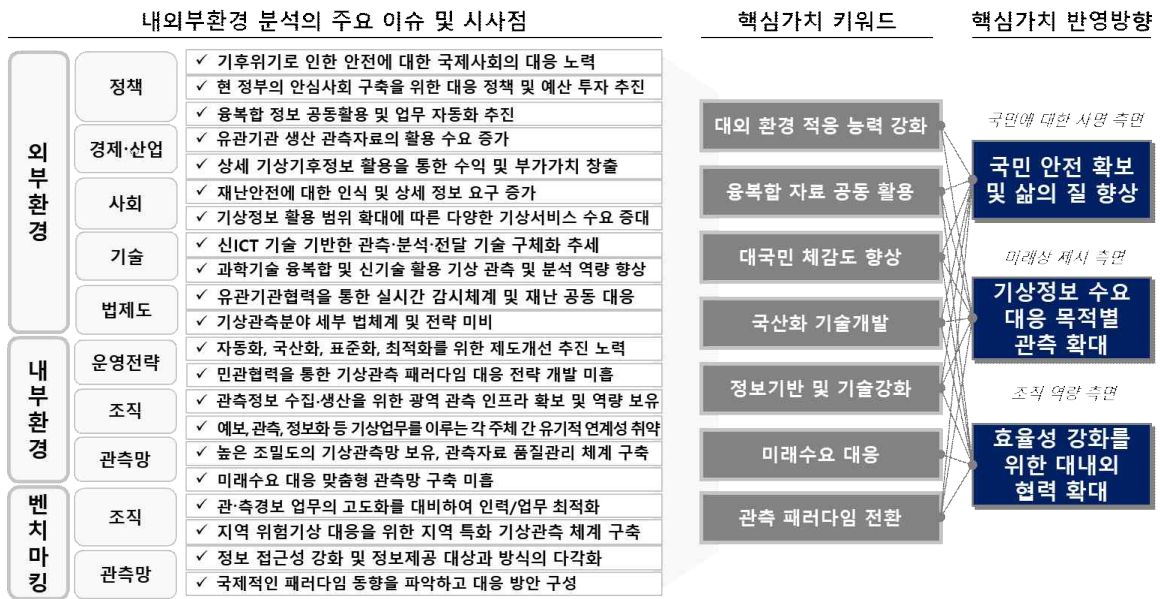 내외부환경 분석의 주요 이슈 및 시사점
핵심가치 키워드
핵심가치 반영방향
외부환경
정책
✓ 기후위기로 인한 안전에 대한 국제사회의 대응 노력
✓ 현 정부의 안심사회 구축을 위한 대응 정책 및 예산 투자 추진
✓ 융복합 정보 공동활용 및 업무 자동화 추진
경제·산업
✓ 유관기관 생산 관측자료의 활용 수요 증가
✓ 상세 기상기후정보 활용을 통한 수익 및 부가가치 창출
사회
✓ 재난안전에 대한 인식 및 상세 정보 요구 증가
✓ 기상정보 활용 범위 확대에 따른 다양한 기상서비스 수요 증대
기술
✓ 신ICT 기술 기반한 관측·분석·전달 기술 구체화 추세
✓ 과학기술 융복합 및 신기술 활용 기상 관측 및 분석 역량 향상
법제도
✓ 유관기관협력을 통한 실시간 감시체계 및 재난 공동 대응
✓ 기상관측분야 세부 법체계 및 전략 미비
내부환경
운영전략
✓ 자동화, 국산화, 표준화, 최적화를 위한 제도개선 추진 노력
✓ 민관협력을 통한 기상관측 패러다임 대응 전략 개발 미흡
조직
✓ 관측정보 수집·생산을 위한 광역 관측 인프라 확보 및 역량 보유
✓ 예보, 관측, 정보화 등 기상업무를 이루는 각 주체 간 유기적 연계성 취약
관측망
✓ 높은 조밀도의 기상관측망 보유, 관측자료 품질관리 체계 구축
✓ 미래수요 대응 맞춤형 관측망 구축 미흡
벤치마킹
조직
✓ 관·측경보 업무의 고도화를 대비하여 인력/업무 최적화
✓ 지역 위험기상 대응을 위한 지역 특화 기상관측 체계 구축
관측망
✓ 정보 접근성 강화 및 정보제공 대상과 방식의 다각화
✓ 국제적인 패러다임 동향을 파악하고 대응 방안 구성
대외 환경 적응 능력 강화
융복합 자료 공동 활용
대국민 체감도 향상
국산화 기술개발
정보기반 및 기술강화
미래수요 대응
관측 패러다임 전환
국민에 대한 사명 측면
국민 안전 확보
및 삶의 질 향상
미래상 제시 측면
기상정보 수요
대응 목적별
관측 확대
조직 역량 측면
효율성 강화를
위한 대내외
협력 확대